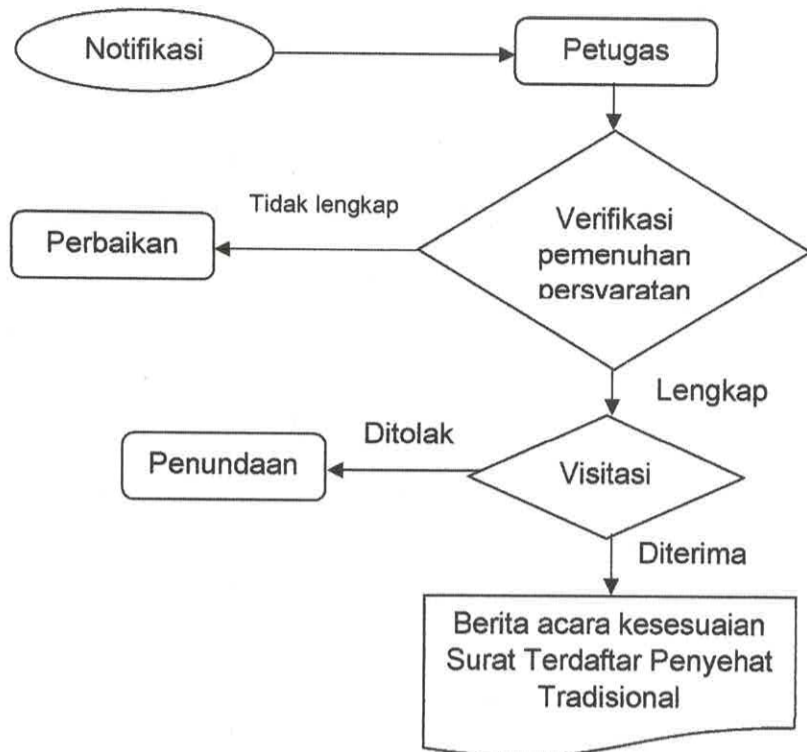 Notifikasi
Petugas
Verifikasi
pemenuhan
persyaratan
Tidak lengkap
Perbaikan
Lengkap
Ditolak
Penundaan
Visitasi
Diterima
Berita acara kesesuaian
Surat Terdaftar Penyehat
Tradisional